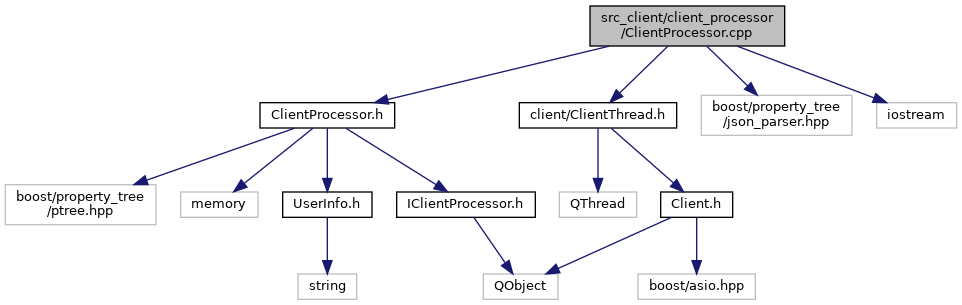 src_client/client_processor
/ClientProcessor.cpp
ClientProcessor.h
client/ClientThread.h
boost/property_tree
/json_parser.hpp
iostream
boost/property_tree
/ptree.hpp
memory
UserInfo.h
IClientProcessor.h
QThread
Client.h
string
QObject
boost/asio.hpp